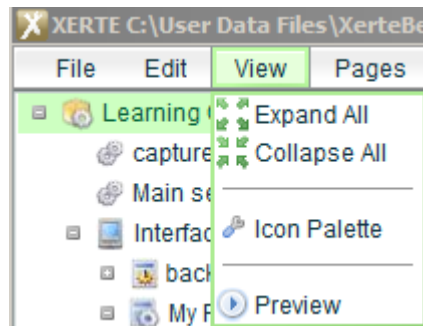 XERTE C:\User Data Files\XerteBe
File Edit View Pages
Learning
Expand All
capture
Collapse All
Main se
Interfac
Icon Palette
back
My
Preview